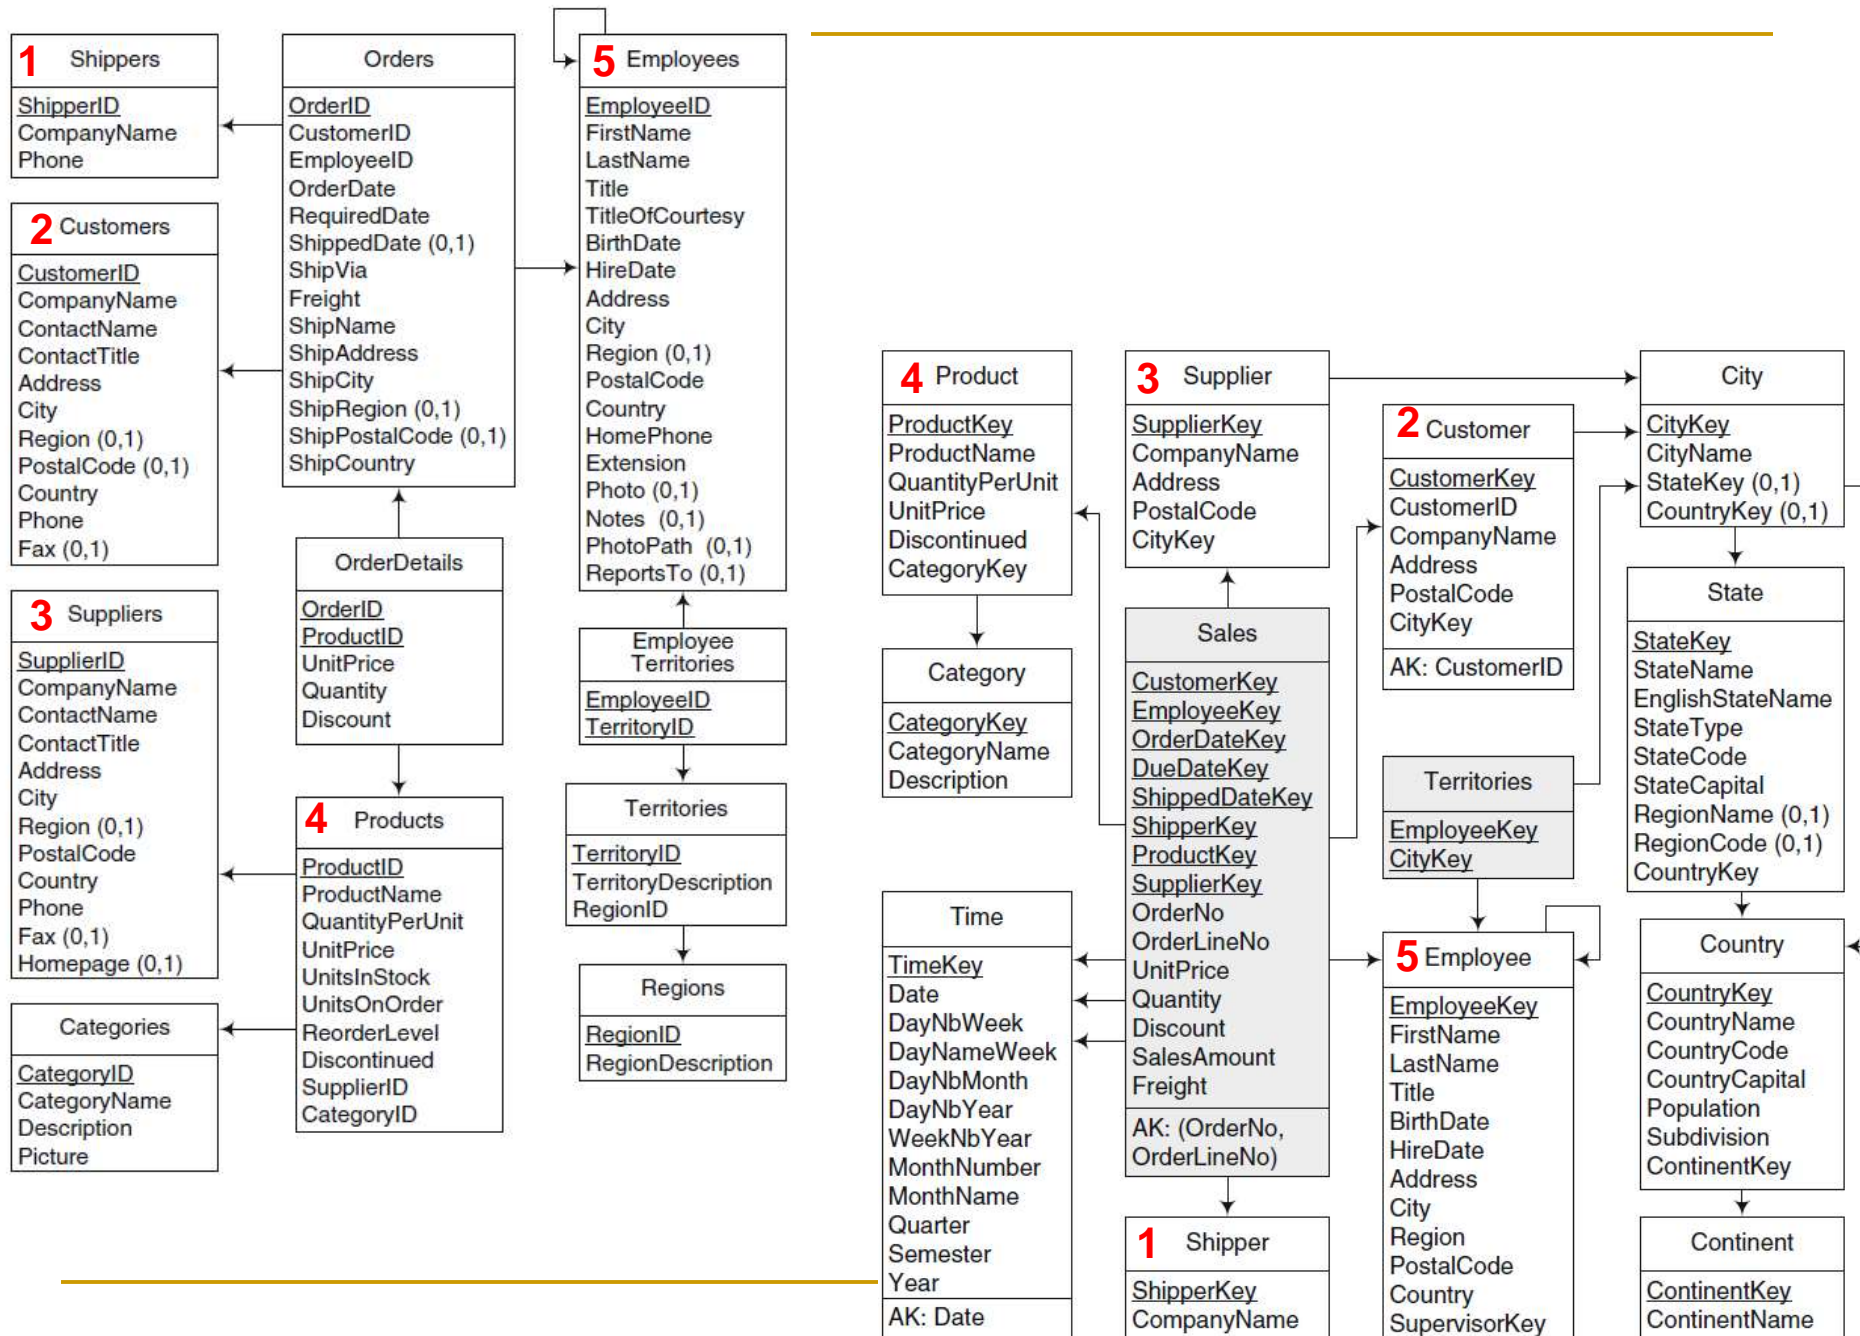 1 Shippers
ShipperID
CompanyName
Phone
2 Customers
CustomerID
CompanyName
ContactName
ContactTitle
Address
City
Region (0,1)
PostalCode (0,1)
Country
Phone
Fax (0,1)
3 Suppliers
SupplierID
CompanyName
ContactName
ContactTitle
Address
City
Region (0,1)
PostalCode
Country
Phone
Fax (0,1)
Homepage (0,1)
Categories
CategoryID
CategoryName
Description
Picture
Orders
OrderID
CustomerID
EmployeeID
OrderDate
RequiredDate
ShippedDate (0,1)
ShipVia
Freight
ShipName
ShipAddress
ShipCity
ShipRegion (0,1)
ShipPostalCode (0,1)
ShipCountry
OrderDetails
OrderID
ProductID
UnitPrice
Quantity
Discount
4 Products
ProductID
ProductName
QuantityPerUnit
UnitPrice
UnitsInStock
UnitsOnOrder
ReorderLevel
Discontinued
SupplierID
CategoryID
5 Employees
EmployeeID
FirstName
LastName
Title
TitleOfCourtesy
BirthDate
HireDate
Address
City
Region (0,1)
PostalCode
Country
HomePhone
Extension
Photo (0,1)
Notes (0,1)
PhotoPath (0,1)
ReportsTo (0,1)
Employee
Territories
EmployeeID
TerritoryID
Territories
TerritoryID
TerritoryDescription
RegionID
Regions
RegionID
RegionDescription
4 Product
ProductKey
ProductName
QuantityPerUnit
UnitPrice
Discontinued
CategoryKey
Category
CategoryKey
CategoryName
Description
Time
TimeKey
Date
DayNbWeek
DayNameWeek
DayNbMonth
DayNbYear
WeekNbYear
MonthNumber
MonthName
Quarter
Semester
Year
AK: Date
3 Supplier
SupplierKey
CompanyName
Address
PostalCode
CityKey
Sales
CustomerKey
EmployeeKey
OrderDateKey
DueDateKey
ShippedDateKey
ShipperKey
ProductKey
SupplierKey
OrderNo
OrderLineNo
UnitPrice
Quantity
Discount
SalesAmount
Freight
AK: (OrderNo,
OrderLineNo)
1 Shipper
ShipperKey
CompanyName
2 Customer
CustomerKey
CustomerID
CompanyName
Address
PostalCode
CityKey
AK: CustomerID
Territories
EmployeeKey
CityKey
5 Employee
EmployeeKey
FirstName
LastName
Title
BirthDate
HireDate
Address
City
Region
PostalCode
Country
SupervisorKey
City
CityKey
CityName
StateKey (0,1)
CountryKey (0,1)
State
StateKey
StateName
EnglishStateName
StateType
StateCode
StateCapital
RegionName (0,1)
RegionCode (0,1)
CountryKey
Country
CountryKey
CountryName
CountryCode
CountryCapital
Population
Subdivision
ContinentKey
Continent
ContinentKey
ContinentName